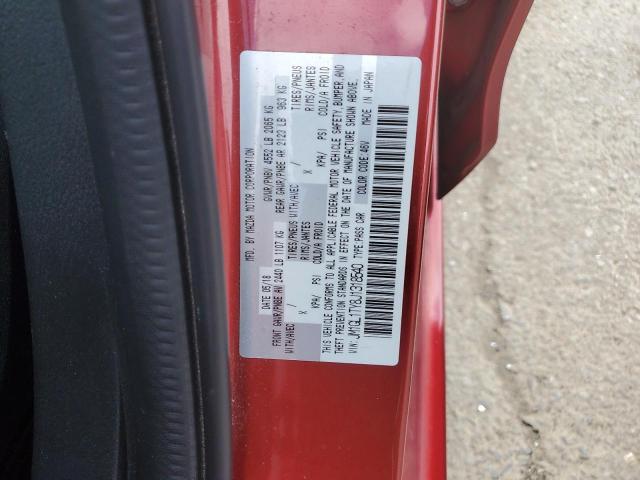 MFD. BY MAZDA MOTOR CORPORATION
DATE 05/18 GVWR/PNBV 4552 LB 2065 KG
FRONT GAWR/PNBE AV 2440 LB 1107 KG REAR GAWR/PNBE AR 2123 LB 963 KG
WITH/AVEC / TIRES/PNEUS WITH/AVEC / TIRES/PNEUS
X RIMS/JANTES X RIMS/JANTES
KPA/ PSI COLD/A FROID KPA/ PSI COLD/A FROID
THIS VEHICLE CONFORMS TO ALL APPLICABLE FEDERAL MOTOR VEHICLE SAFETY, BUMPER, AND
THEFT PREVENTION STANDARDS IN EFFECT ON THE DATE OF MANUFACTURE SHOWN ABOVE.
VIN: JM1GL1TY8J1318540 TYPE: PASS CAR COLOR CODE 46V MADE IN JAPAN